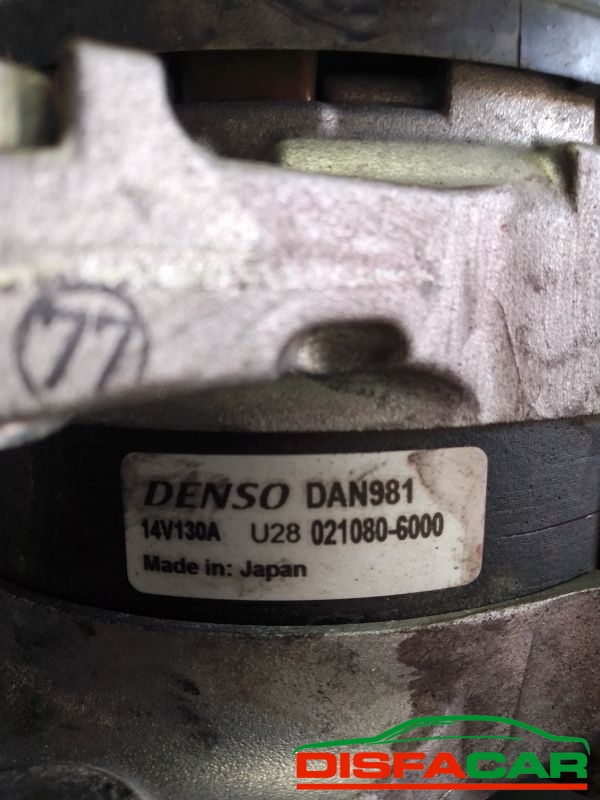 77
DENSO DAN981
14V130A U28 021080-6000
Made in: Japan
DISFACAR